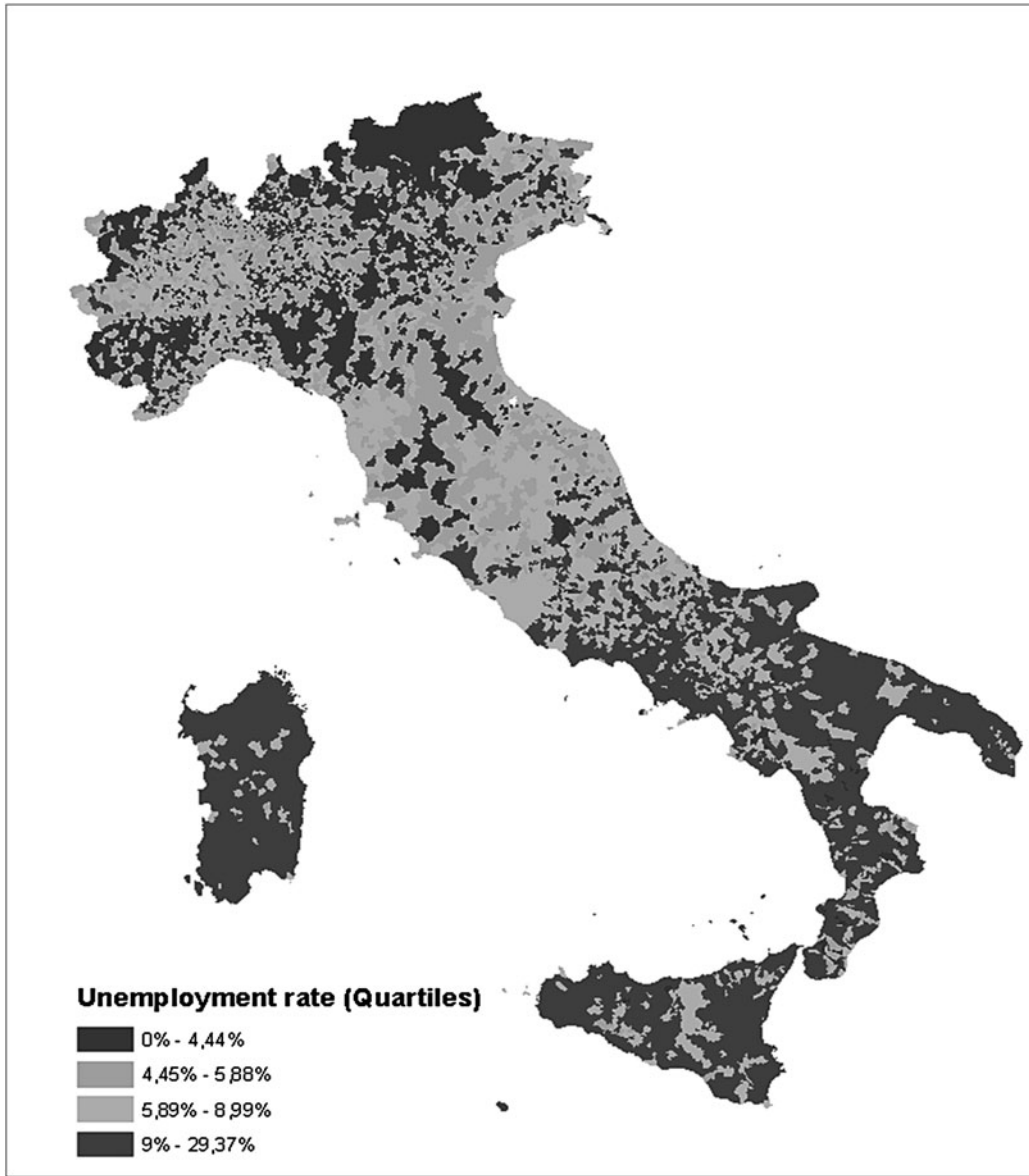 Unemployment rate (Quartiles)
0% - 4,44%
4,45% - 5,88%
5,89% - 8,99%
9% - 29,37%